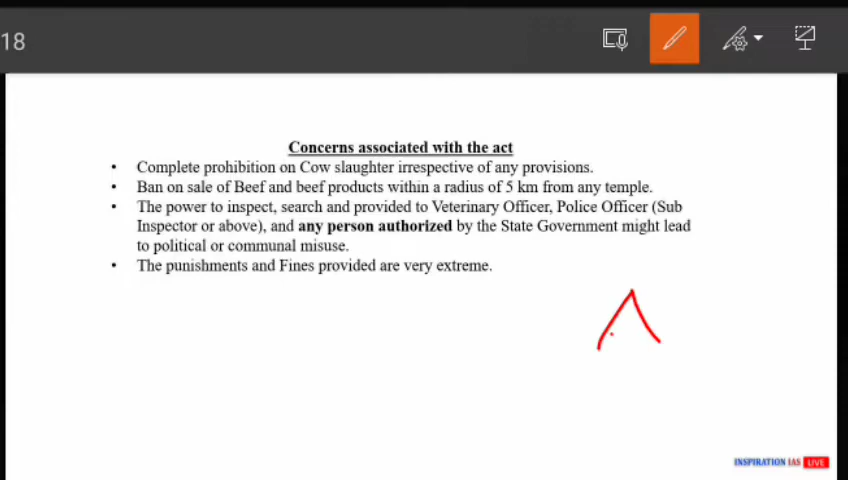 18
Concerns associated with the act
• Complete prohibition on Cow slaughter irrespective of any provisions.
• Ban on sale of Beef and beef products within a radius of 5 km from any temple.
• The power to inspect, search and provided to Veterinary Officer, Police Officer (Sub
Inspector or above), and any person authorized by the State Government might lead
to political or communal misuse.
• The punishments and Fines provided are very extreme.
INSPIRATION IAS LIVE